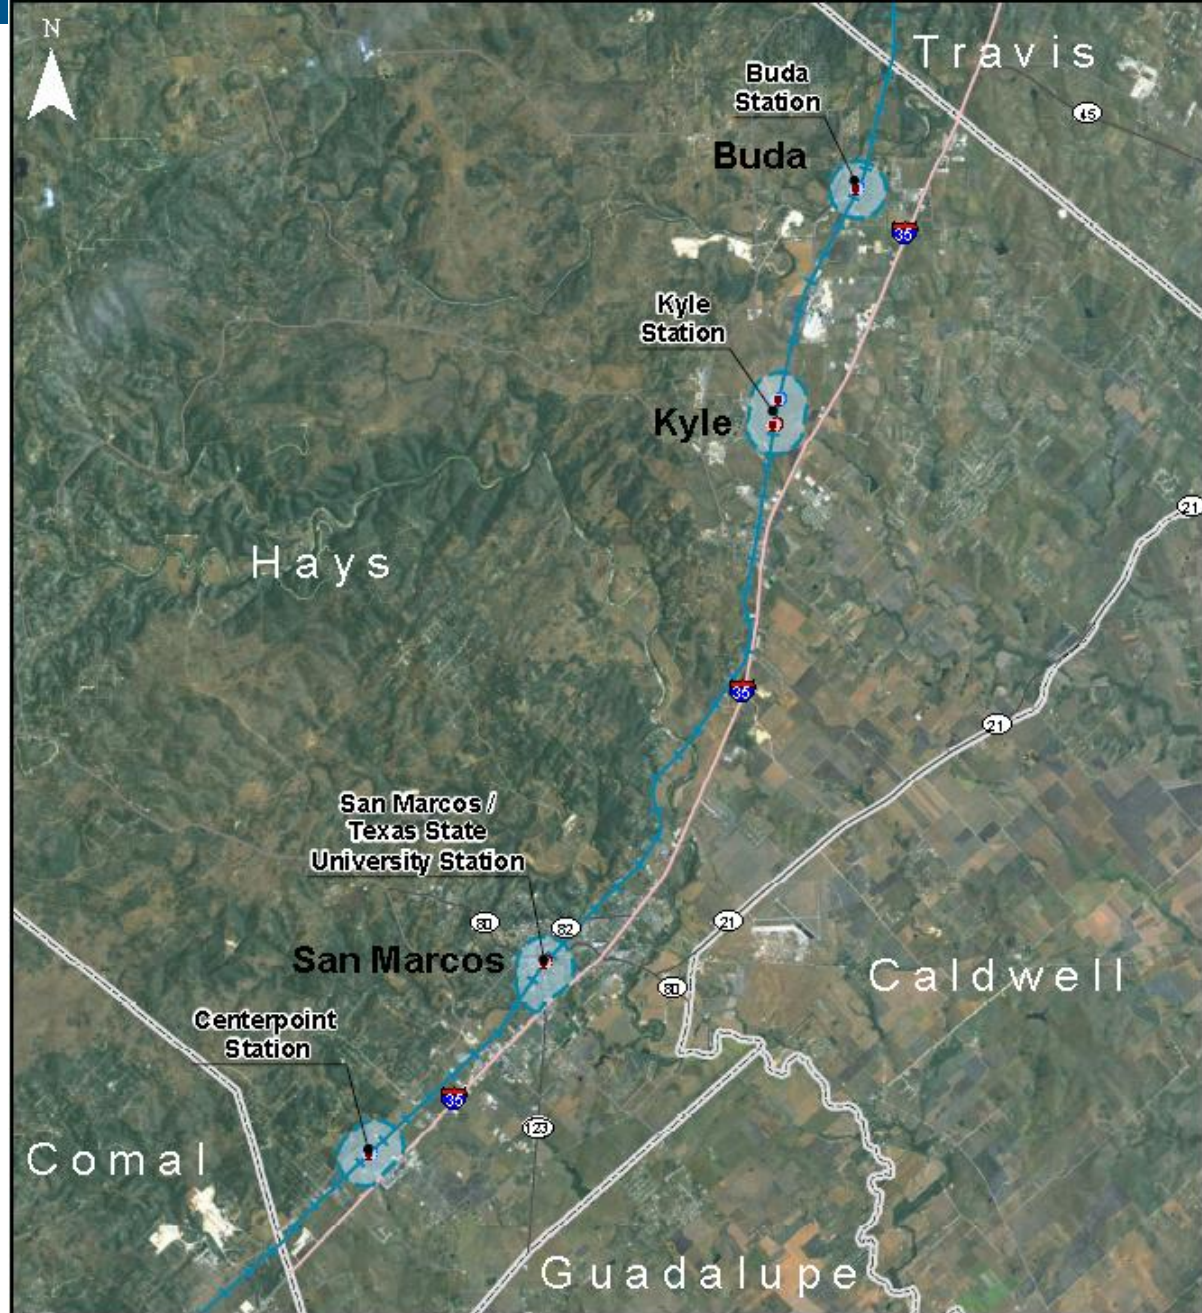 N
Travis
Buda
Station
45
Buda
35
Kyle
Station
Kyle
21
Hays
35
21
San Marcos /
Texas State
University Station
80
82
21
San Marcos
80
Caldwell
Centerpoint
Station
35
123
Comal
Guadalupe